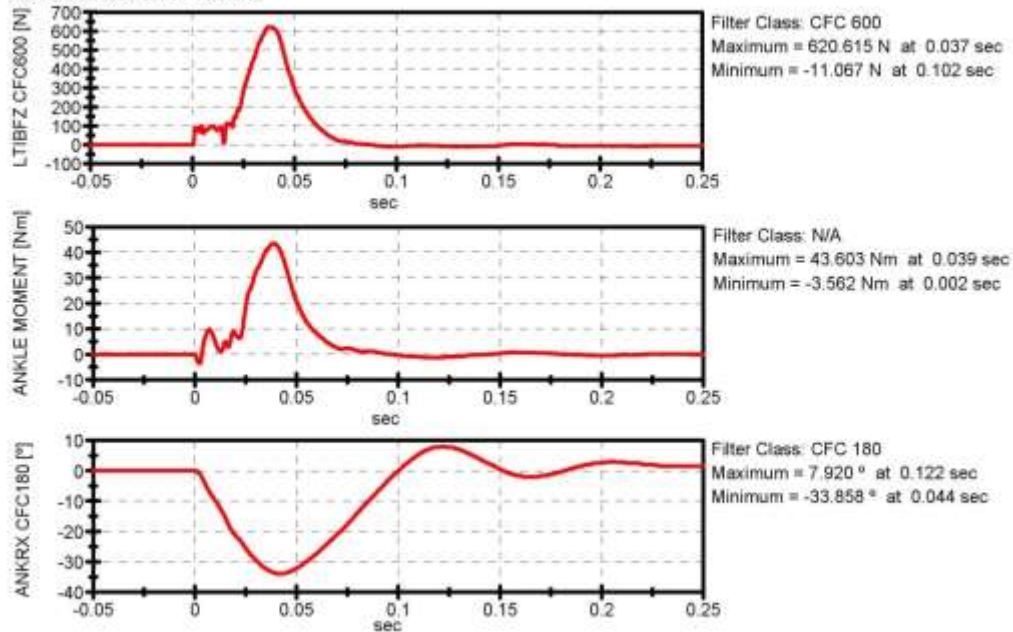 LTIBFZ CFC600 [N]
700
600
500
400
300
200
100
0
-100
-0.05 0 0.05 0.1 0.15 0.2 0.25
sec
Filter Class: CFC 600
Maximum = 620.615 N at 0.037 sec
Minimum = -11.067 N at 0.102 sec
ANKLE MOMENT [Nm]
50
40
30
20
10
0
-10
-0.05 0 0.05 0.1 0.15 0.2 0.25
sec
Filter Class: N/A
Maximum = 43.603 Nm at 0.039 sec
Minimum = -3.562 Nm at 0.002 sec
ANKRX CFC180 [º]
10
0
-10
-20
-30
-40
-0.05 0 0.05 0.1 0.15 0.2 0.25
sec
Filter Class: CFC 180
Maximum = 7.920 º at 0.122 sec
Minimum = -33.858 º at 0.044 sec